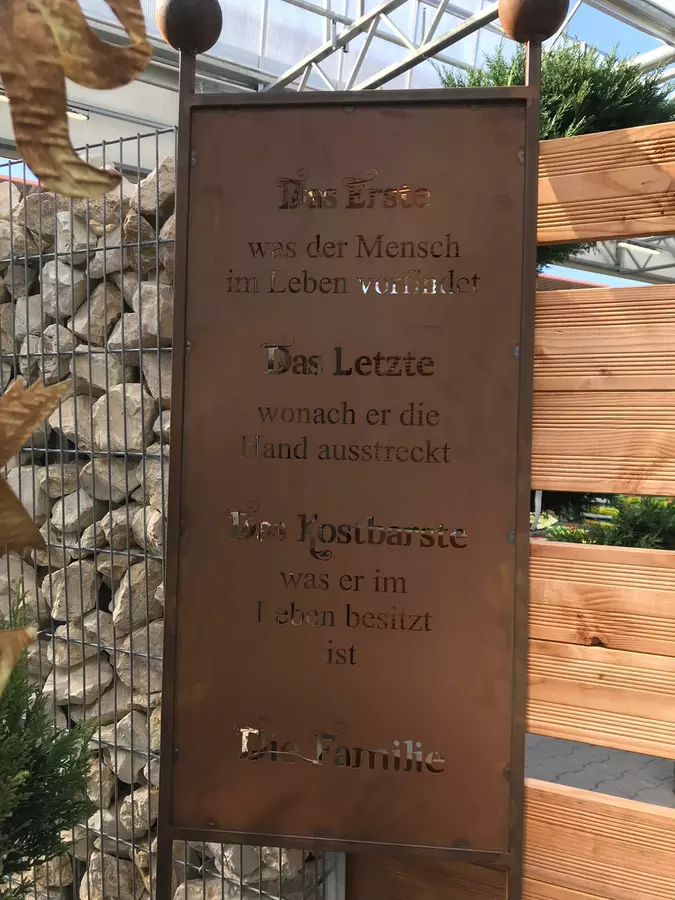 Das Erste
was der Mensch
im Leben vorfindet
Das Letzte
wonach er die
Hand ausstreckt
Das Kostbarste
was er im
Leben besitzt
ist
Die Familie